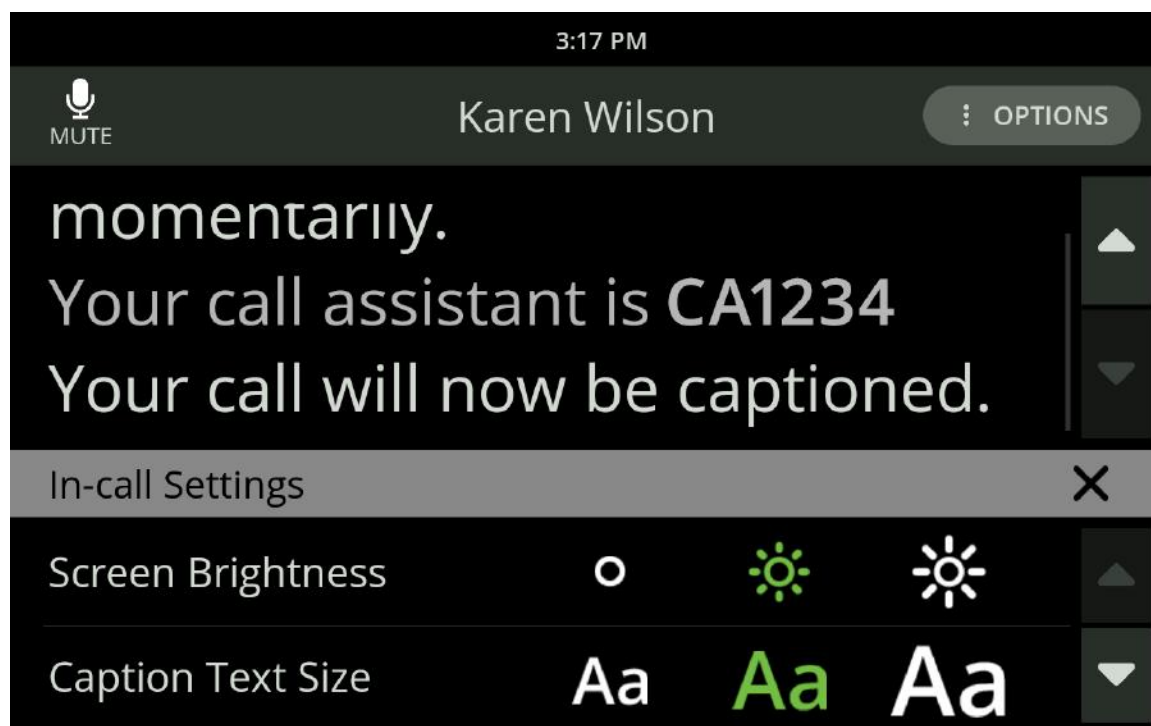 3:17 PM
MUTE
Karen Wilson
OPTIONS
momentarily.
Your call assistant is CA1234
Your call will now be captioned.
In-call Settings
Screen Brightness
Caption Text Size Aa Aa Aa